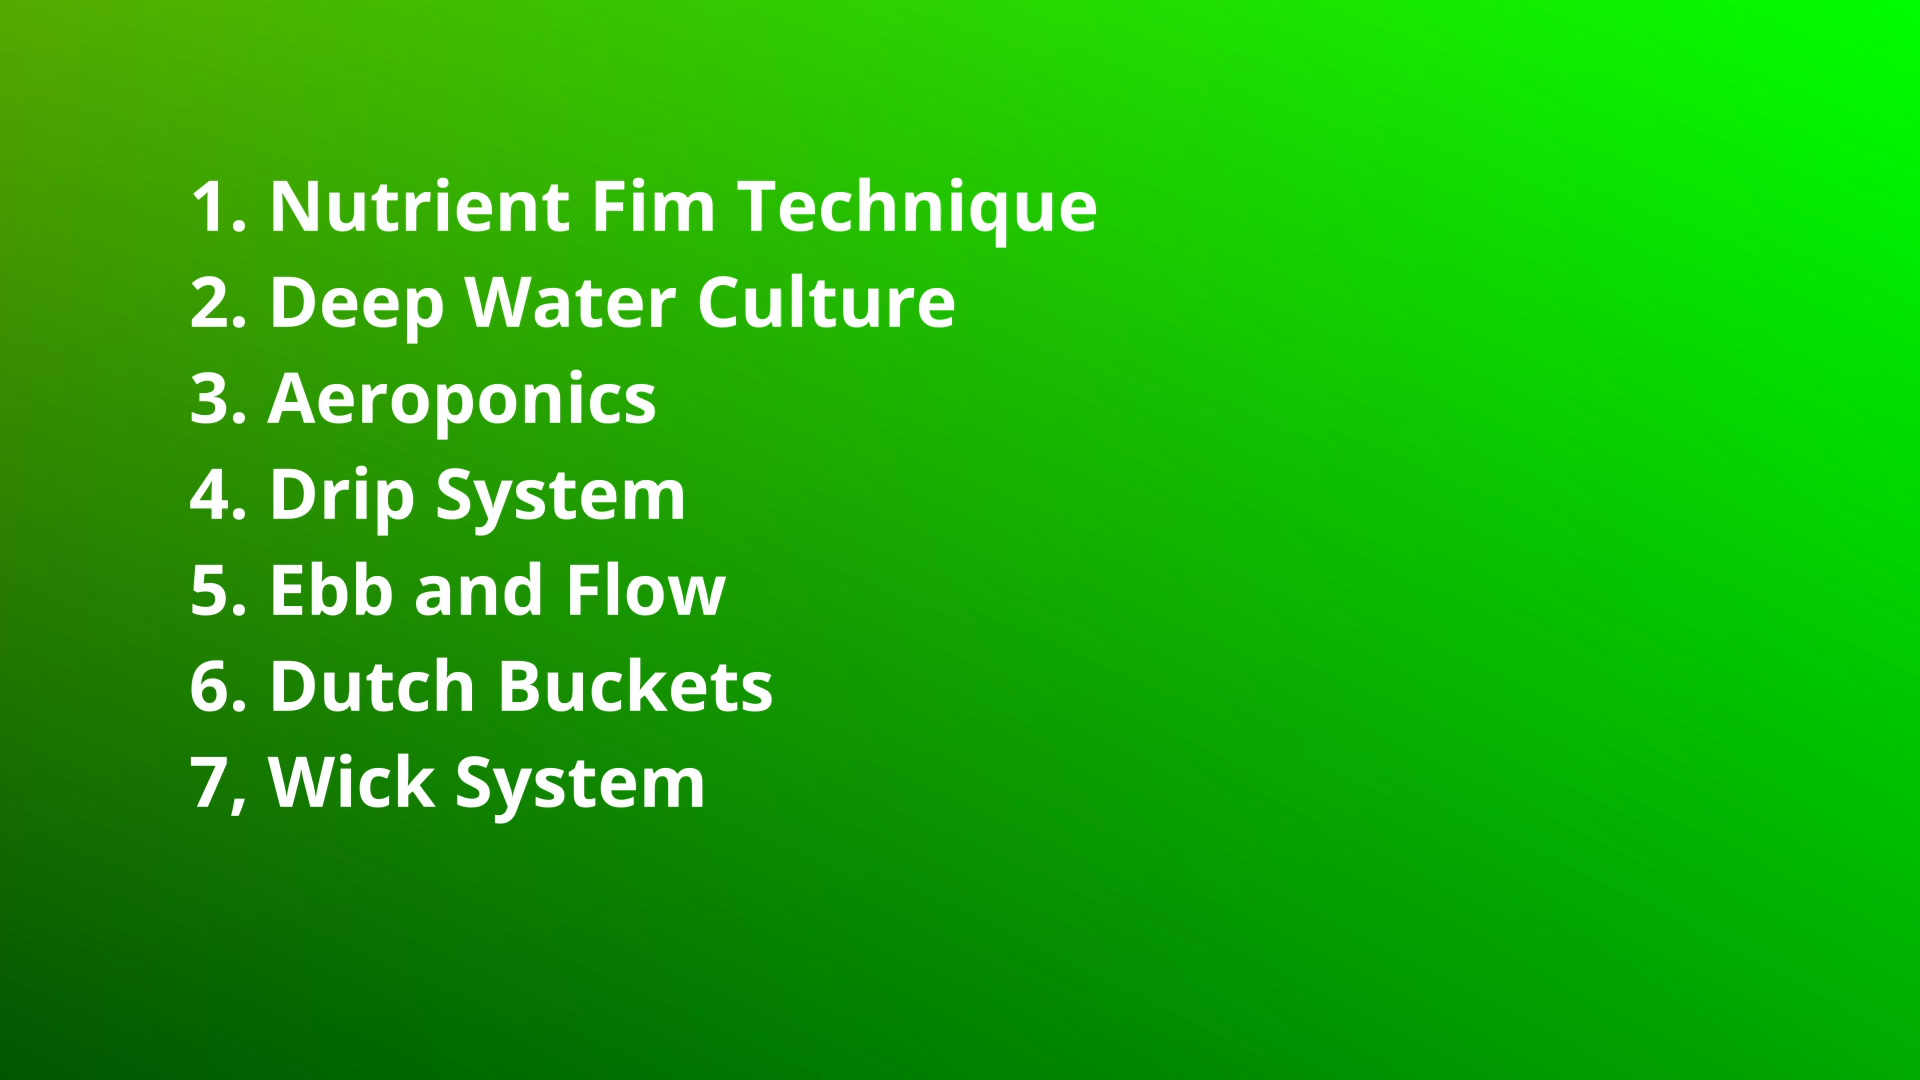 1. Nutrient Fim Technique
2. Deep Water Culture
3. Aeroponics
4. Drip System
5. Ebb and Flow
6. Dutch Buckets
7, Wick System